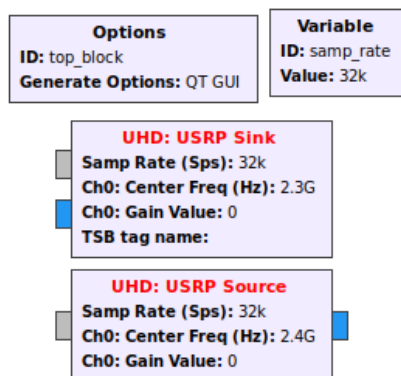 Options
ID: top_block
Generate Options: QT GUI
Variable
ID: samp_rate
Value: 32k
UHD: USRP Sink
Samp Rate (Sps): 32k
Ch0: Center Freq (Hz): 2.3G
Ch0: Gain Value: 0
TSB tag name:
UHD: USRP Source
Samp Rate (Sps): 32k
Ch0: Center Freq (Hz): 2.4G
Ch0: Gain Value: 0